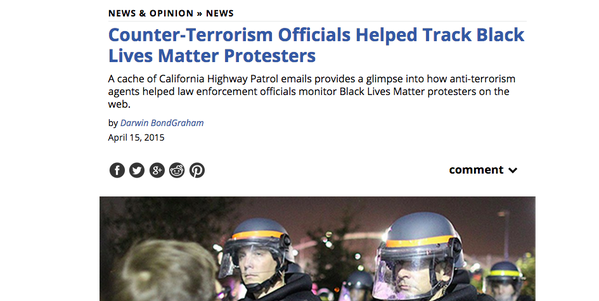 NEWS & OPINION » NEWS
Counter-Terrorism Officials Helped Track Black
Lives Matter Protesters
A cache of California Highway Patrol emails provides a glimpse into how anti-terrorism
agents helped law enforcement officials monitor Black Lives Matter protesters on the
web.
by Darwin BondGraham
April 15, 2015
comment